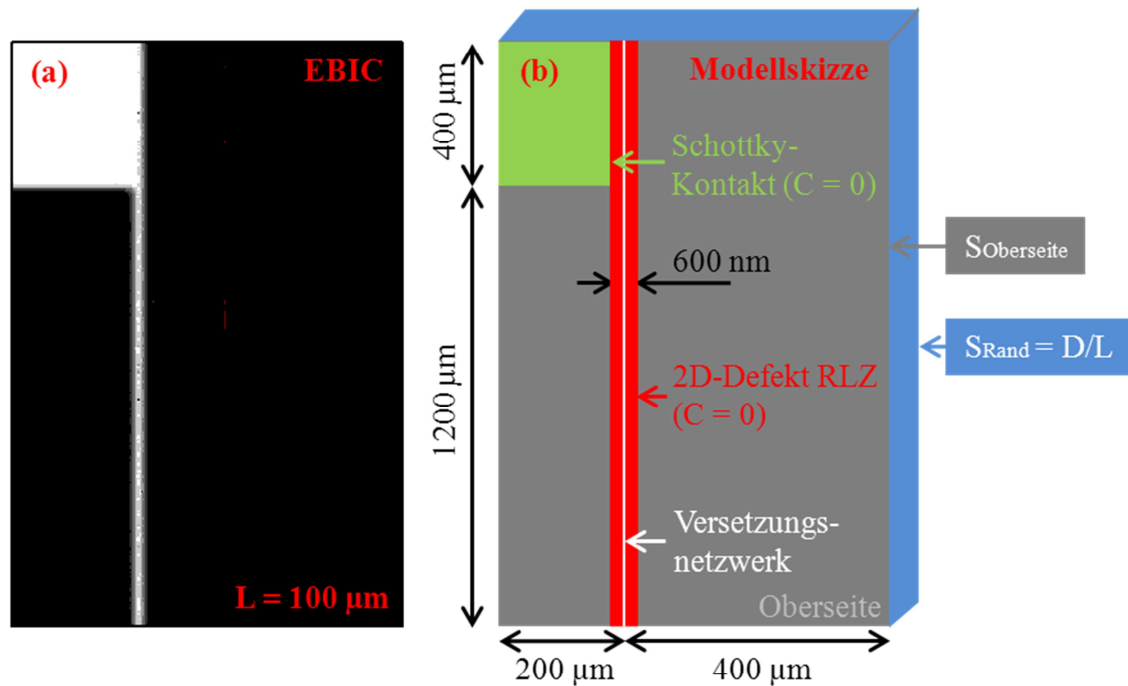 (a)
EBIC
L = 100 µm
400 µm
1200 µm
(b)
Modellskizze
Schottky-
Kontakt (C = 0)
600 nm
2D-Defekt RLZ
(C = 0)
Versetzungs-
netzwerk
Oberseite
200 µm
400 µm
SOberseite
SRand = D/L